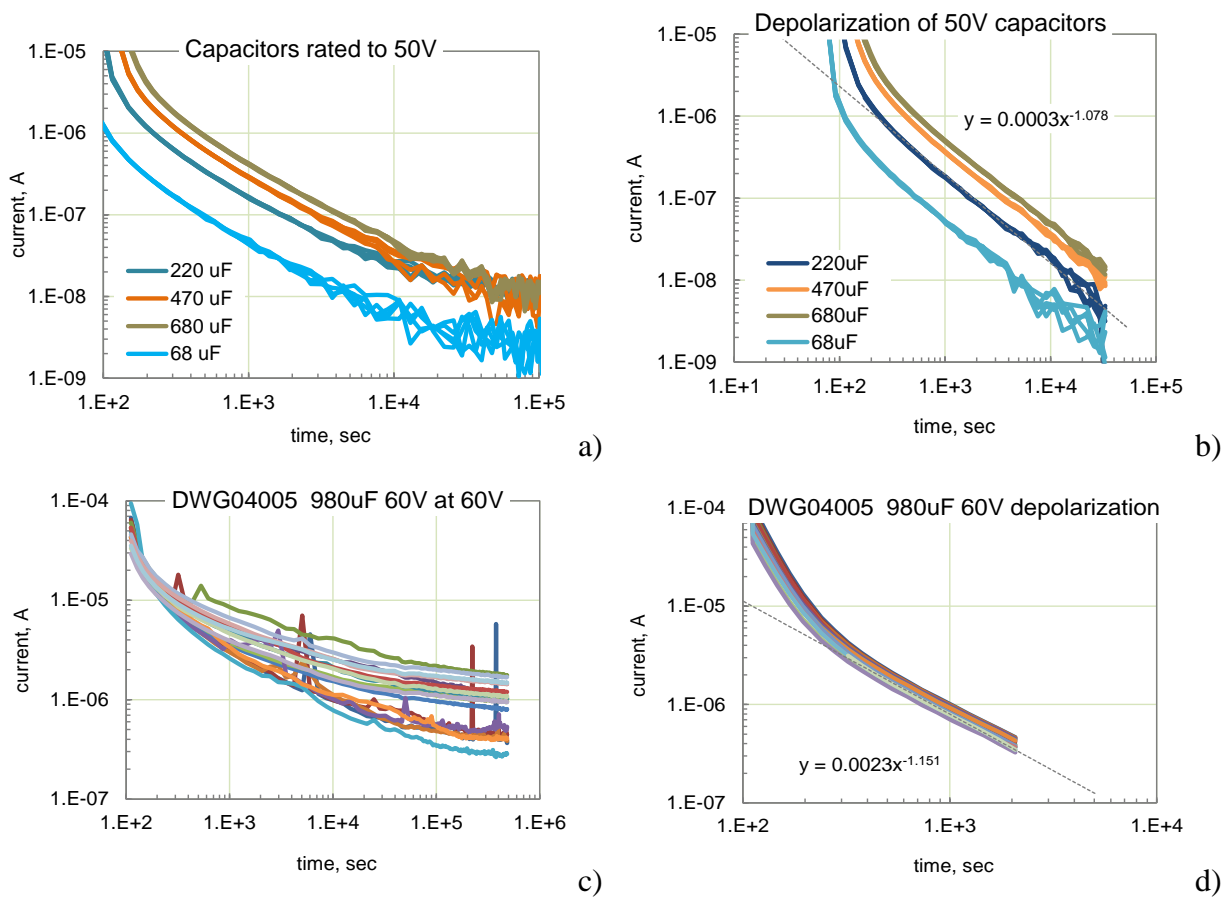 Capacitors rated to 50V
1.E-05
1.E-06
1.E-07
1.E-08
1.E-09
current, A
220 uF
470 uF
680 uF
68 uF
1.E+2
1.E+3
1.E+4
1.E+5
time, sec
a)
Depolarization of 50V capacitors
1.E-05
1.E-06
1.E-07
1.E-08
1.E-09
current, A
y = 0.0003x-1.078
220uF
470uF
680uF
68uF
1.E+1
1.E+2
1.E+3
1.E+4
1.E+5
time, sec
b)
DWG04005 980uF 60V at 60V
1.E-04
1.E-05
1.E-06
1.E-07
current, A
1.E+2
1.E+3
1.E+4
1.E+5
1.E+6
time, sec
c)
DWG04005 980uF 60V depolarization
1.E-04
1.E-05
1.E-06
1.E-07
current, A
y = 0.0023x-1.151
1.E+2
1.E+3
1.E+4
time, sec
d)